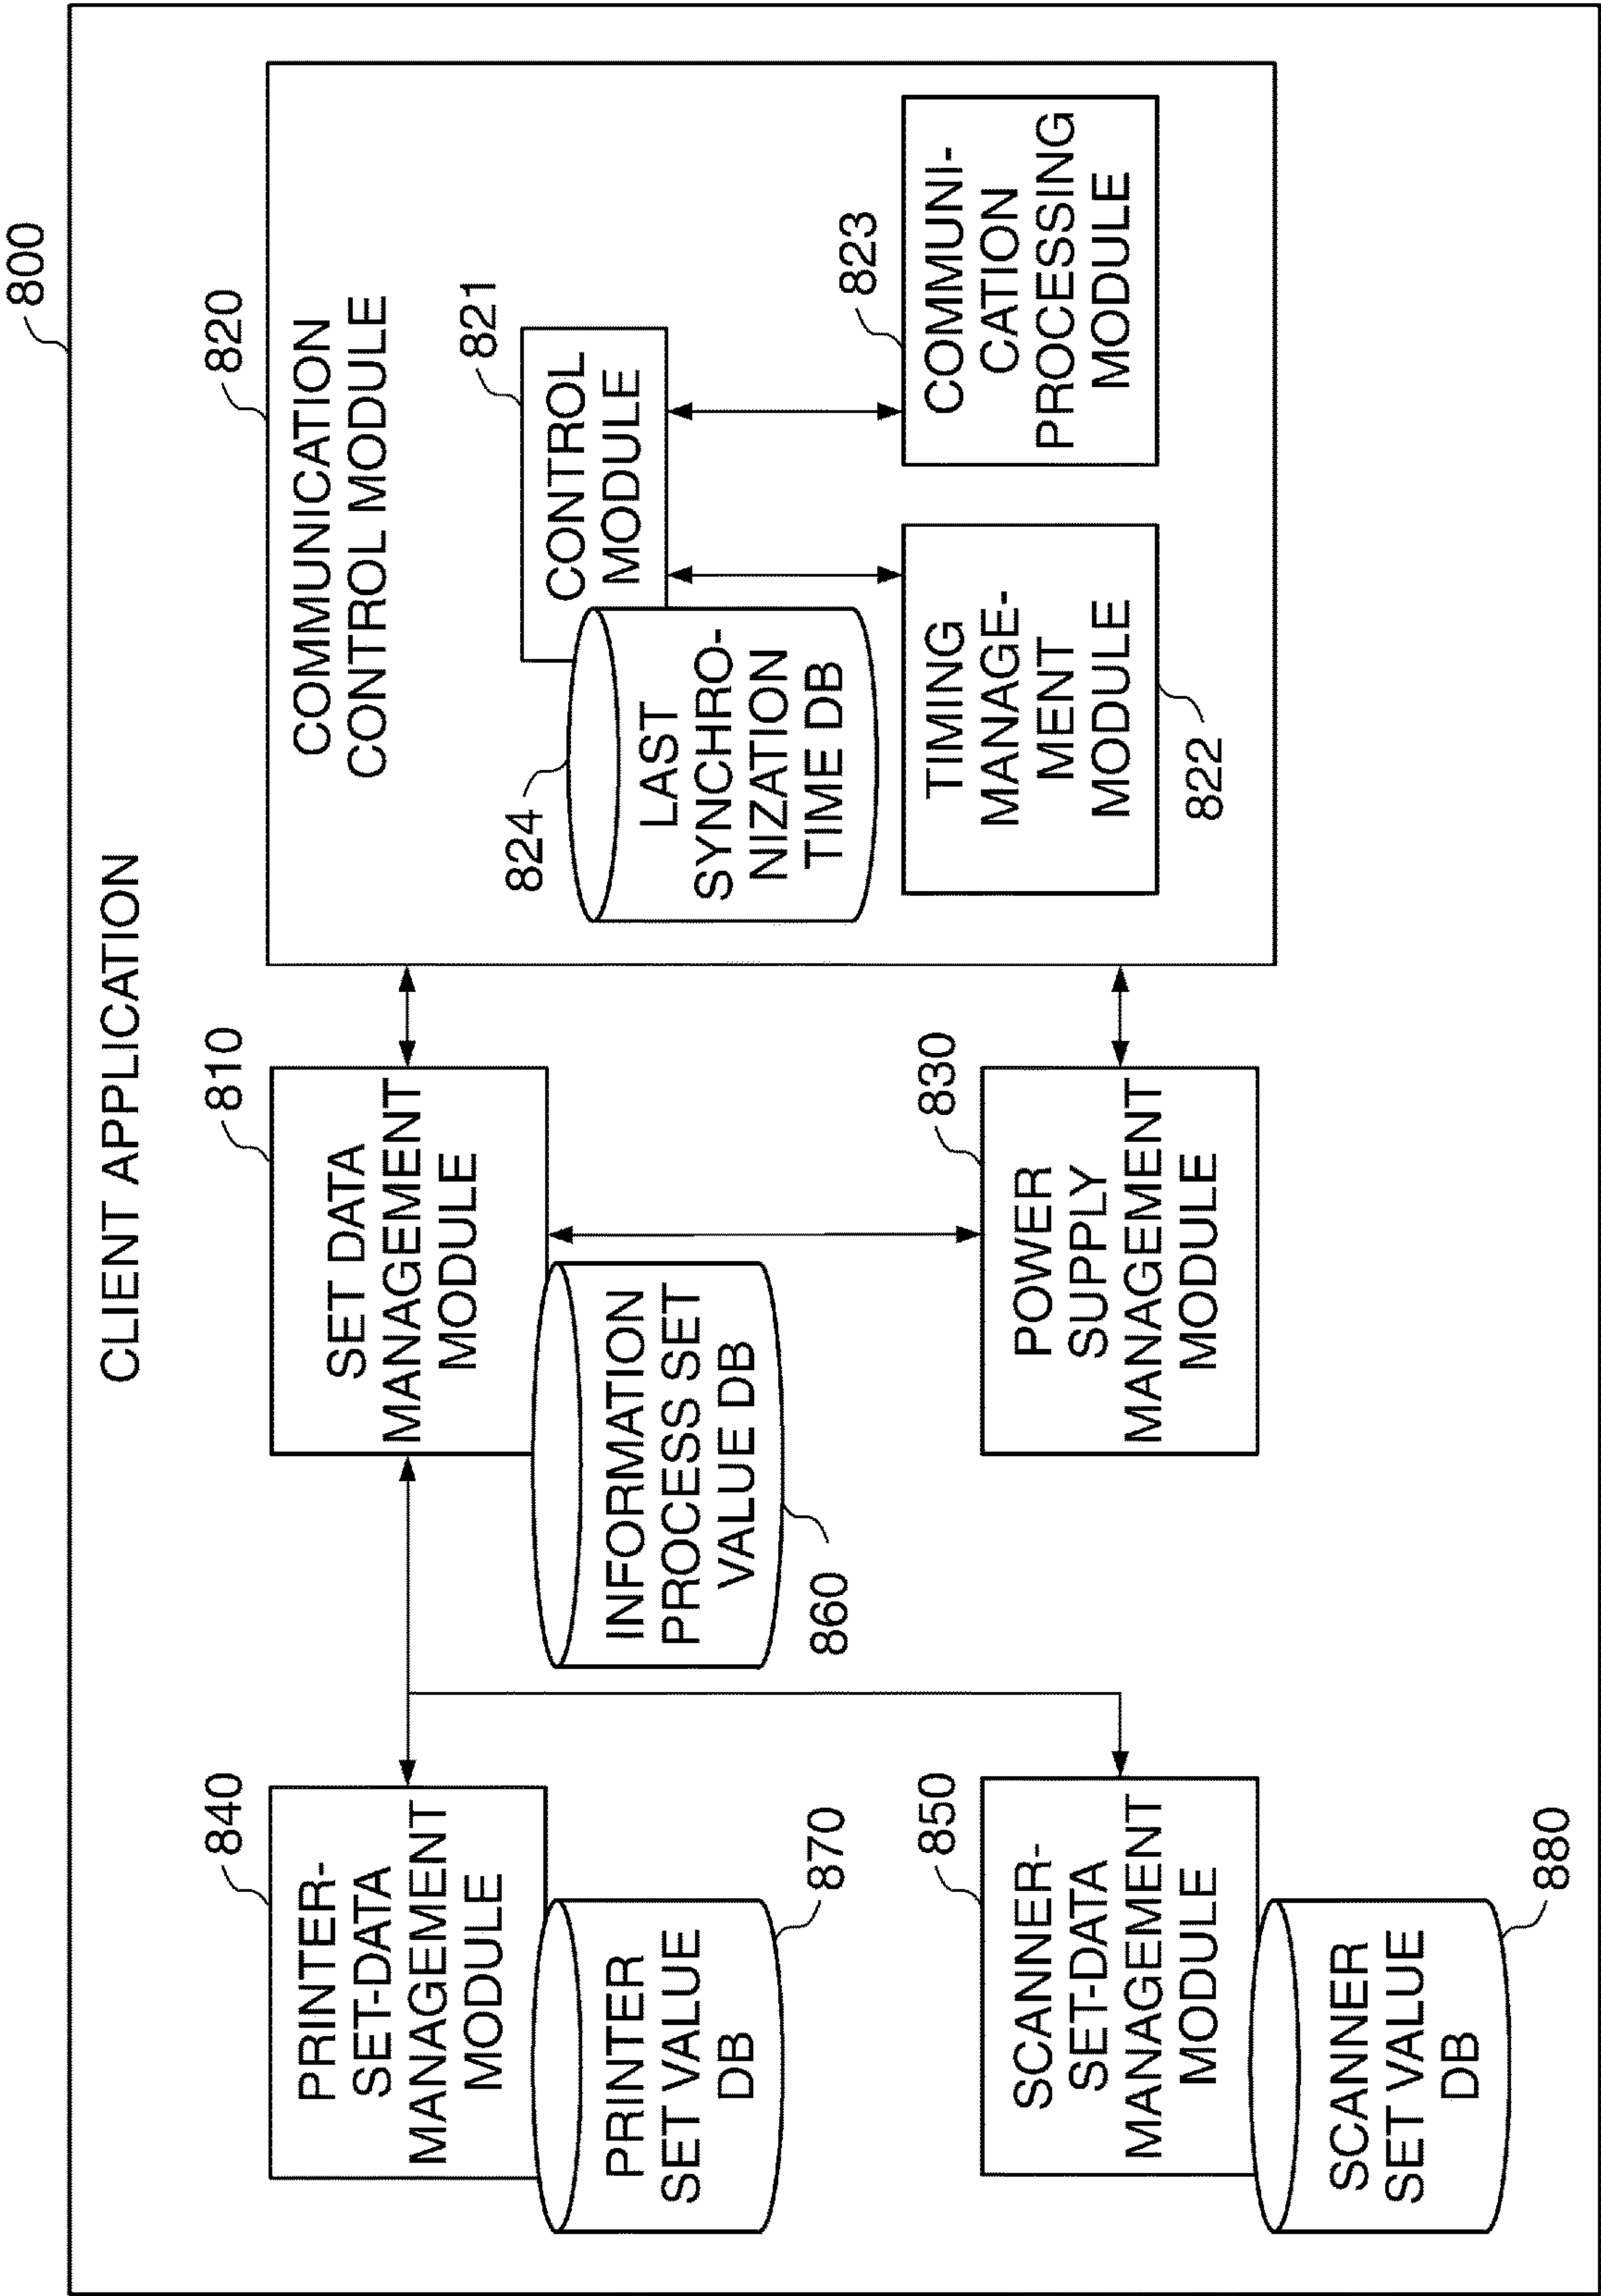 800
CLIENT APPLICATION
840
PRINTER-
SET-DATA
MANAGEMENT
MODULE
PRINTER
SET VALUE
DB
870
810
SET DATA
MANAGEMENT
MODULE
INFORMATION
PROCESS SET
VALUE DB
860
820
COMMUNICATION
CONTROL MODULE
821
CONTROL
MODULE
824
LAST
SYNCHRO-
NIZATION
TIME DB
850
SCANNER-
SET-DATA
MANAGEMENT
MODULE
SCANNER
SET VALUE
DB
880
830
POWER
SUPPLY
MANAGEMENT
MODULE
TIMING
MANAGE-
MENT
MODULE
822
823
COMMUNI-
CATION
PROCESSING
MODULE